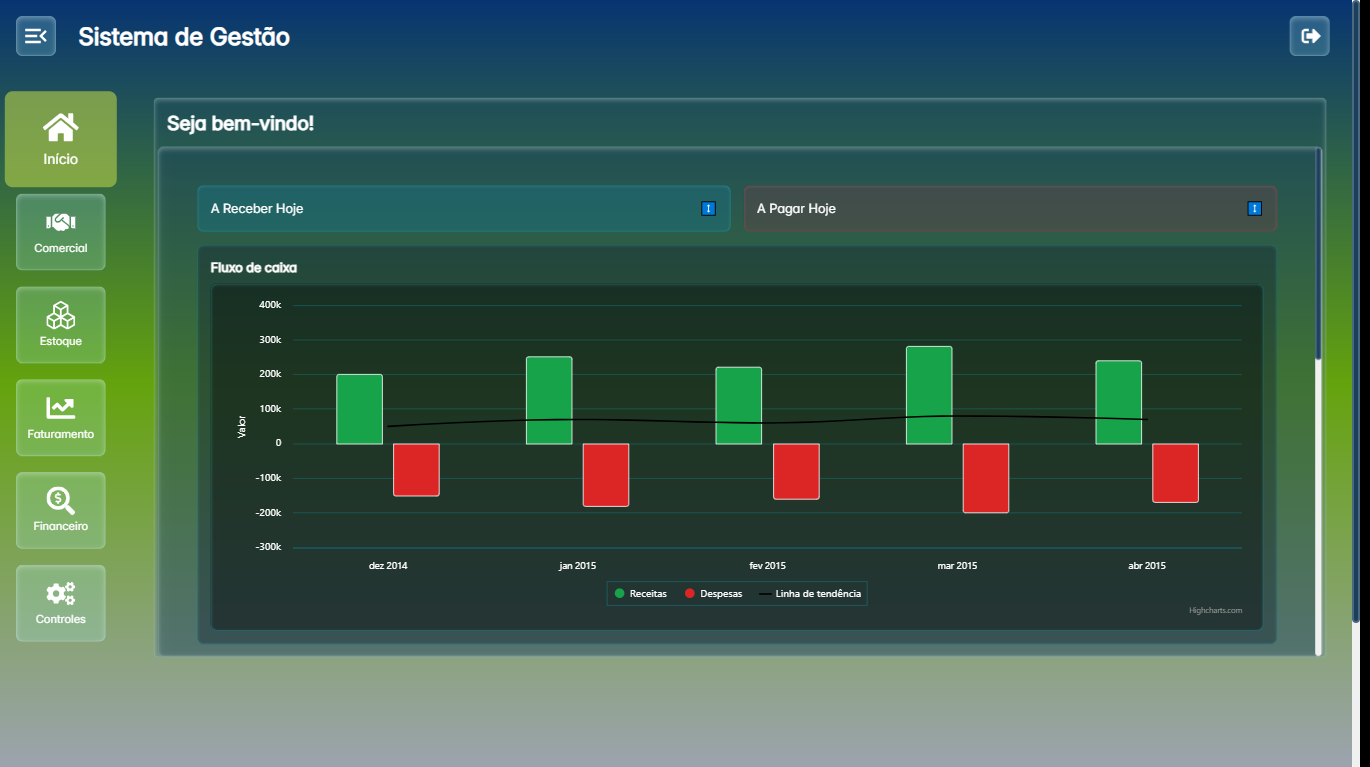 Sistema de Gestão
Início
Comercial
Estoque
Faturamento
Financeiro
Controles
Seja bem-vindo!
A Receber Hoje
A Pagar Hoje
Fluxo de caixa
Valor
400k
300k
200k
100k
0
-100k
-200k
-300k
dez 2014
jan 2015
fev 2015
mar 2015
abr 2015
Receitas
Despesas
Linha de tendência
Highcharts.com